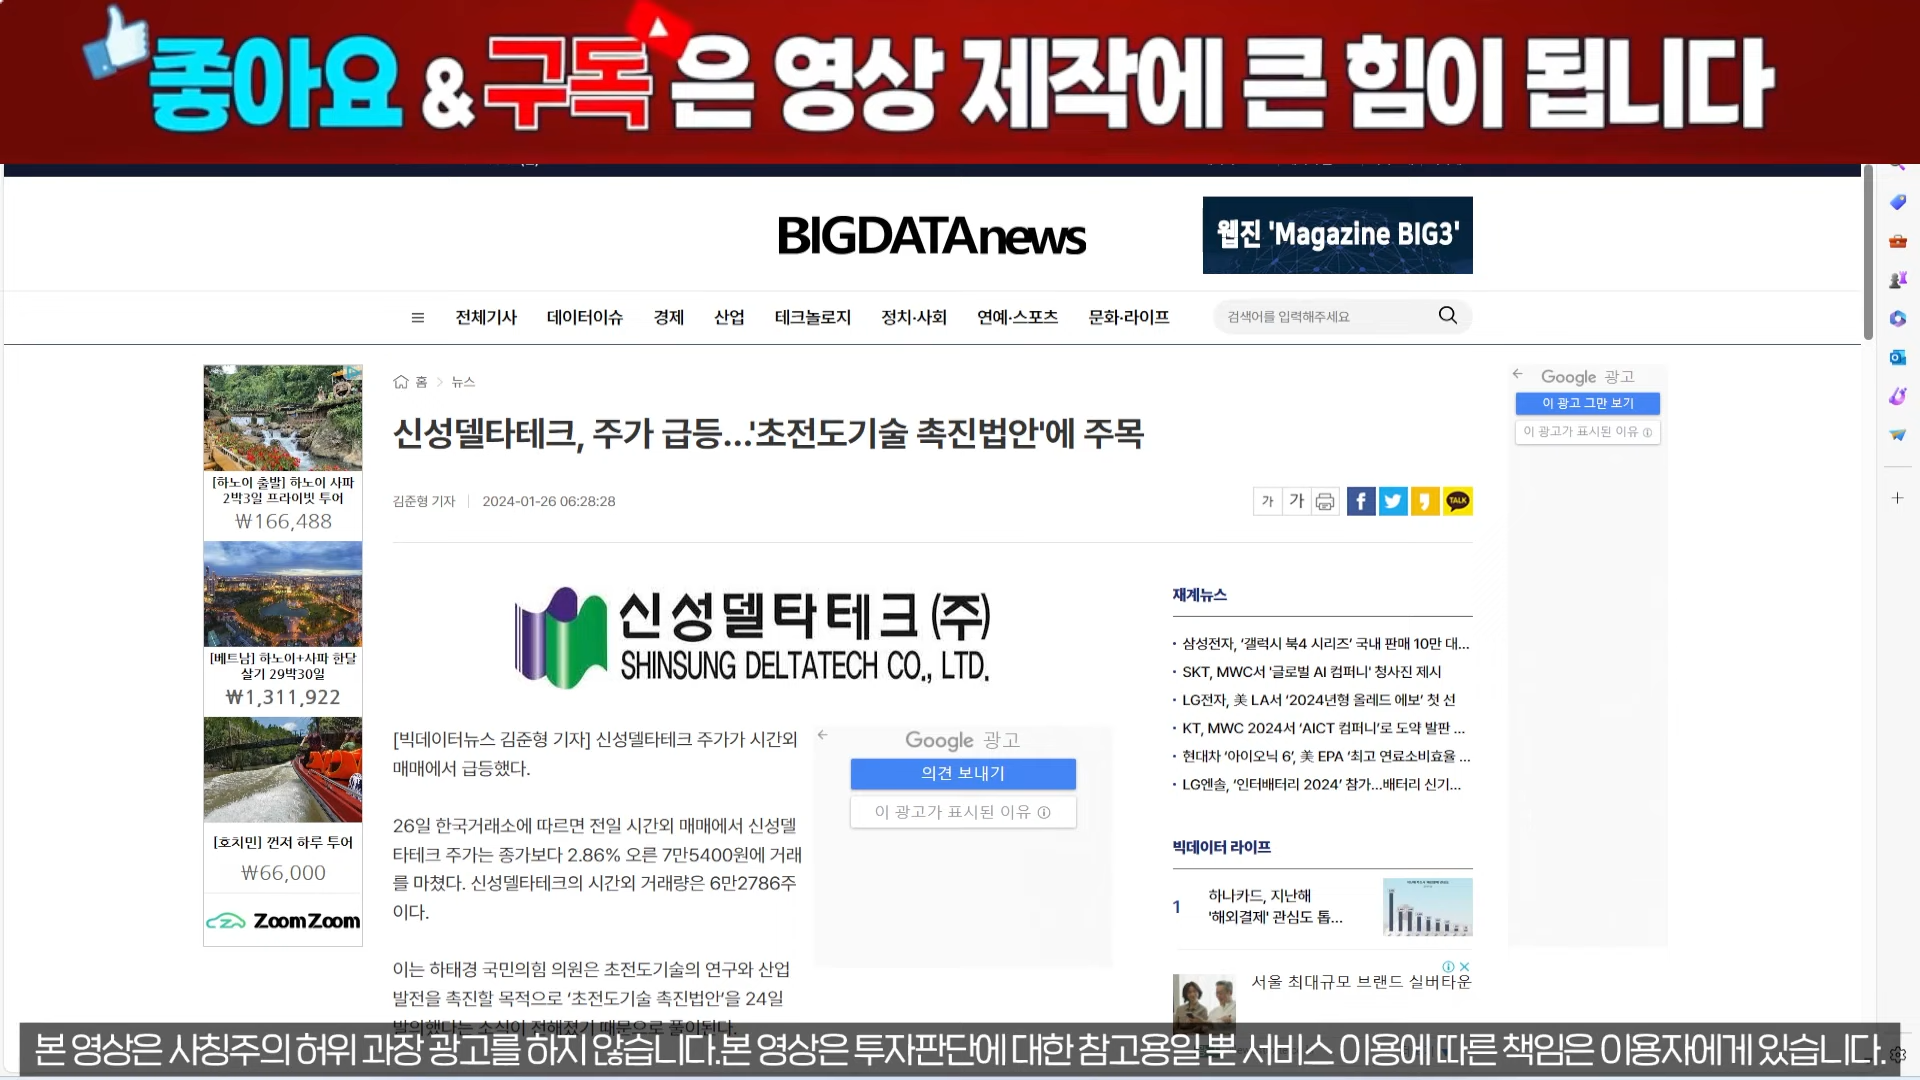 좋아요 & 구독은 영상 제작에 큰 힘이 됩니다
BIGDATAnews
웹진 'Magazine BIG3'
전체기사 데이터이슈 경제 산업 테크놀로지 정치·사회 연예·스포츠 문화·라이프
검색어를 입력해주세요
홈 > 뉴스
신성델타테크, 주가 급등...'초전도기술 촉진법안'에 주목
김준형 기자 | 2024-01-26 06:28:28
가 가
TALK
[하노이 출발] 하노이 사파
2박3일 프라이빗 투어
₩166,488
[베트남] 하노이+사파 한달
살기 29박30일
₩1,311,922
[호치민] 껀저 하루 투어
₩66,000
ZoomZoom
신성델타테크(주)
SHINSUNG DELTATECH CO., LTD.
[빅데이터뉴스 김준형 기자] 신성델타테크 주가가 시간외
매매에서 급등했다.
26일 한국거래소에 따르면 전일 시간외 매매에서 신성델
타테크 주가는 종가보다 2.86% 오른 7만5400원에 거래
를 마쳤다. 신성델타테크의 시간외 거래량은 6만2786주
이다.
이는 하태경 국민의힘 의원은 초전도기술의 연구와 산업
발전을 촉진할 목적으로 '초전도기술 촉진법안'을 24일
발의했다는 소식이 전해졌기 때문으로 풀이된다.
Google 광고
의견 보내기
이 광고가 표시된 이유
재계뉴스
· 삼성전자, ‘갤럭시 북4 시리즈’ 국내 판매 10만 대...
· SKT, MWC서 '글로벌 AI 컴퍼니' 청사진 제시
· LG전자, 美 LA서 ‘2024년형 올레드 에보’ 첫 선
· KT, MWC 2024서 ‘AICT 컴퍼니’로 도약 발판 ...
· 현대차 ‘아이오닉 6’, 美 EPA ‘최고 연료소비효율 ...
· LG엔솔, ‘인터배터리 2024’ 참가...배터리 신기...
빅데이터 라이프
1
하나카드, 지난해
'해외결제' 관심도 톱...
서울 최대규모 브랜드 실버타운
Google 광고
이 광고 그만 보기
이 광고가 표시된 이유
본 영상은 사칭주의 허위 과장 광고를 하지 않습니다.본 영상은 투자판단에 대한 참고용일 뿐 서비스 이용에 따른 책임은 이용자에게 있습니다.